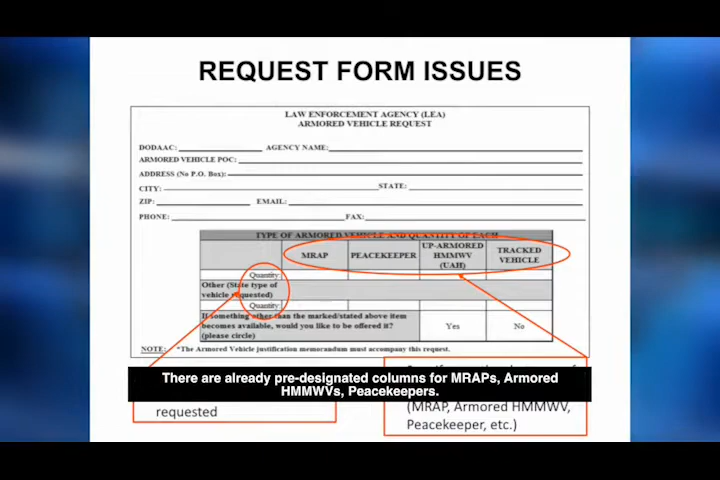 REQUEST FORM ISSUES
LAW ENFORCEMENT AGENCY (LEA)
ARMORED VEHICLE REQUEST
DODAAC: AGENCY NAME:
ARMORED VEHICLE POC:
ADDRESS (No P.O. Box):
CITY: STATE:
ZIP: EMAIL:
PHONE: FAX:
TYPE OF ARMORED VEHICLE AND QUANTITY OF EACH
MRAP PEACEKEEPER UP-ARMORED HMMWV (UAH) TRACKED VEHICLE
Quantity
Other (State type of
vehicle requested)
Quantity
If something other than the marked/stated above item
becomes available, would you like to be offered it?
(please circle)
Yes No
NOTE: *The Armored Vehicle justification memorandum must accompany this request.
There are already pre-designated columns for MRAPs, Armored
HMMWVs, Peacekeepers.
requested
(MRAP, Armored HMMWV,
Peacekeeper, etc.)